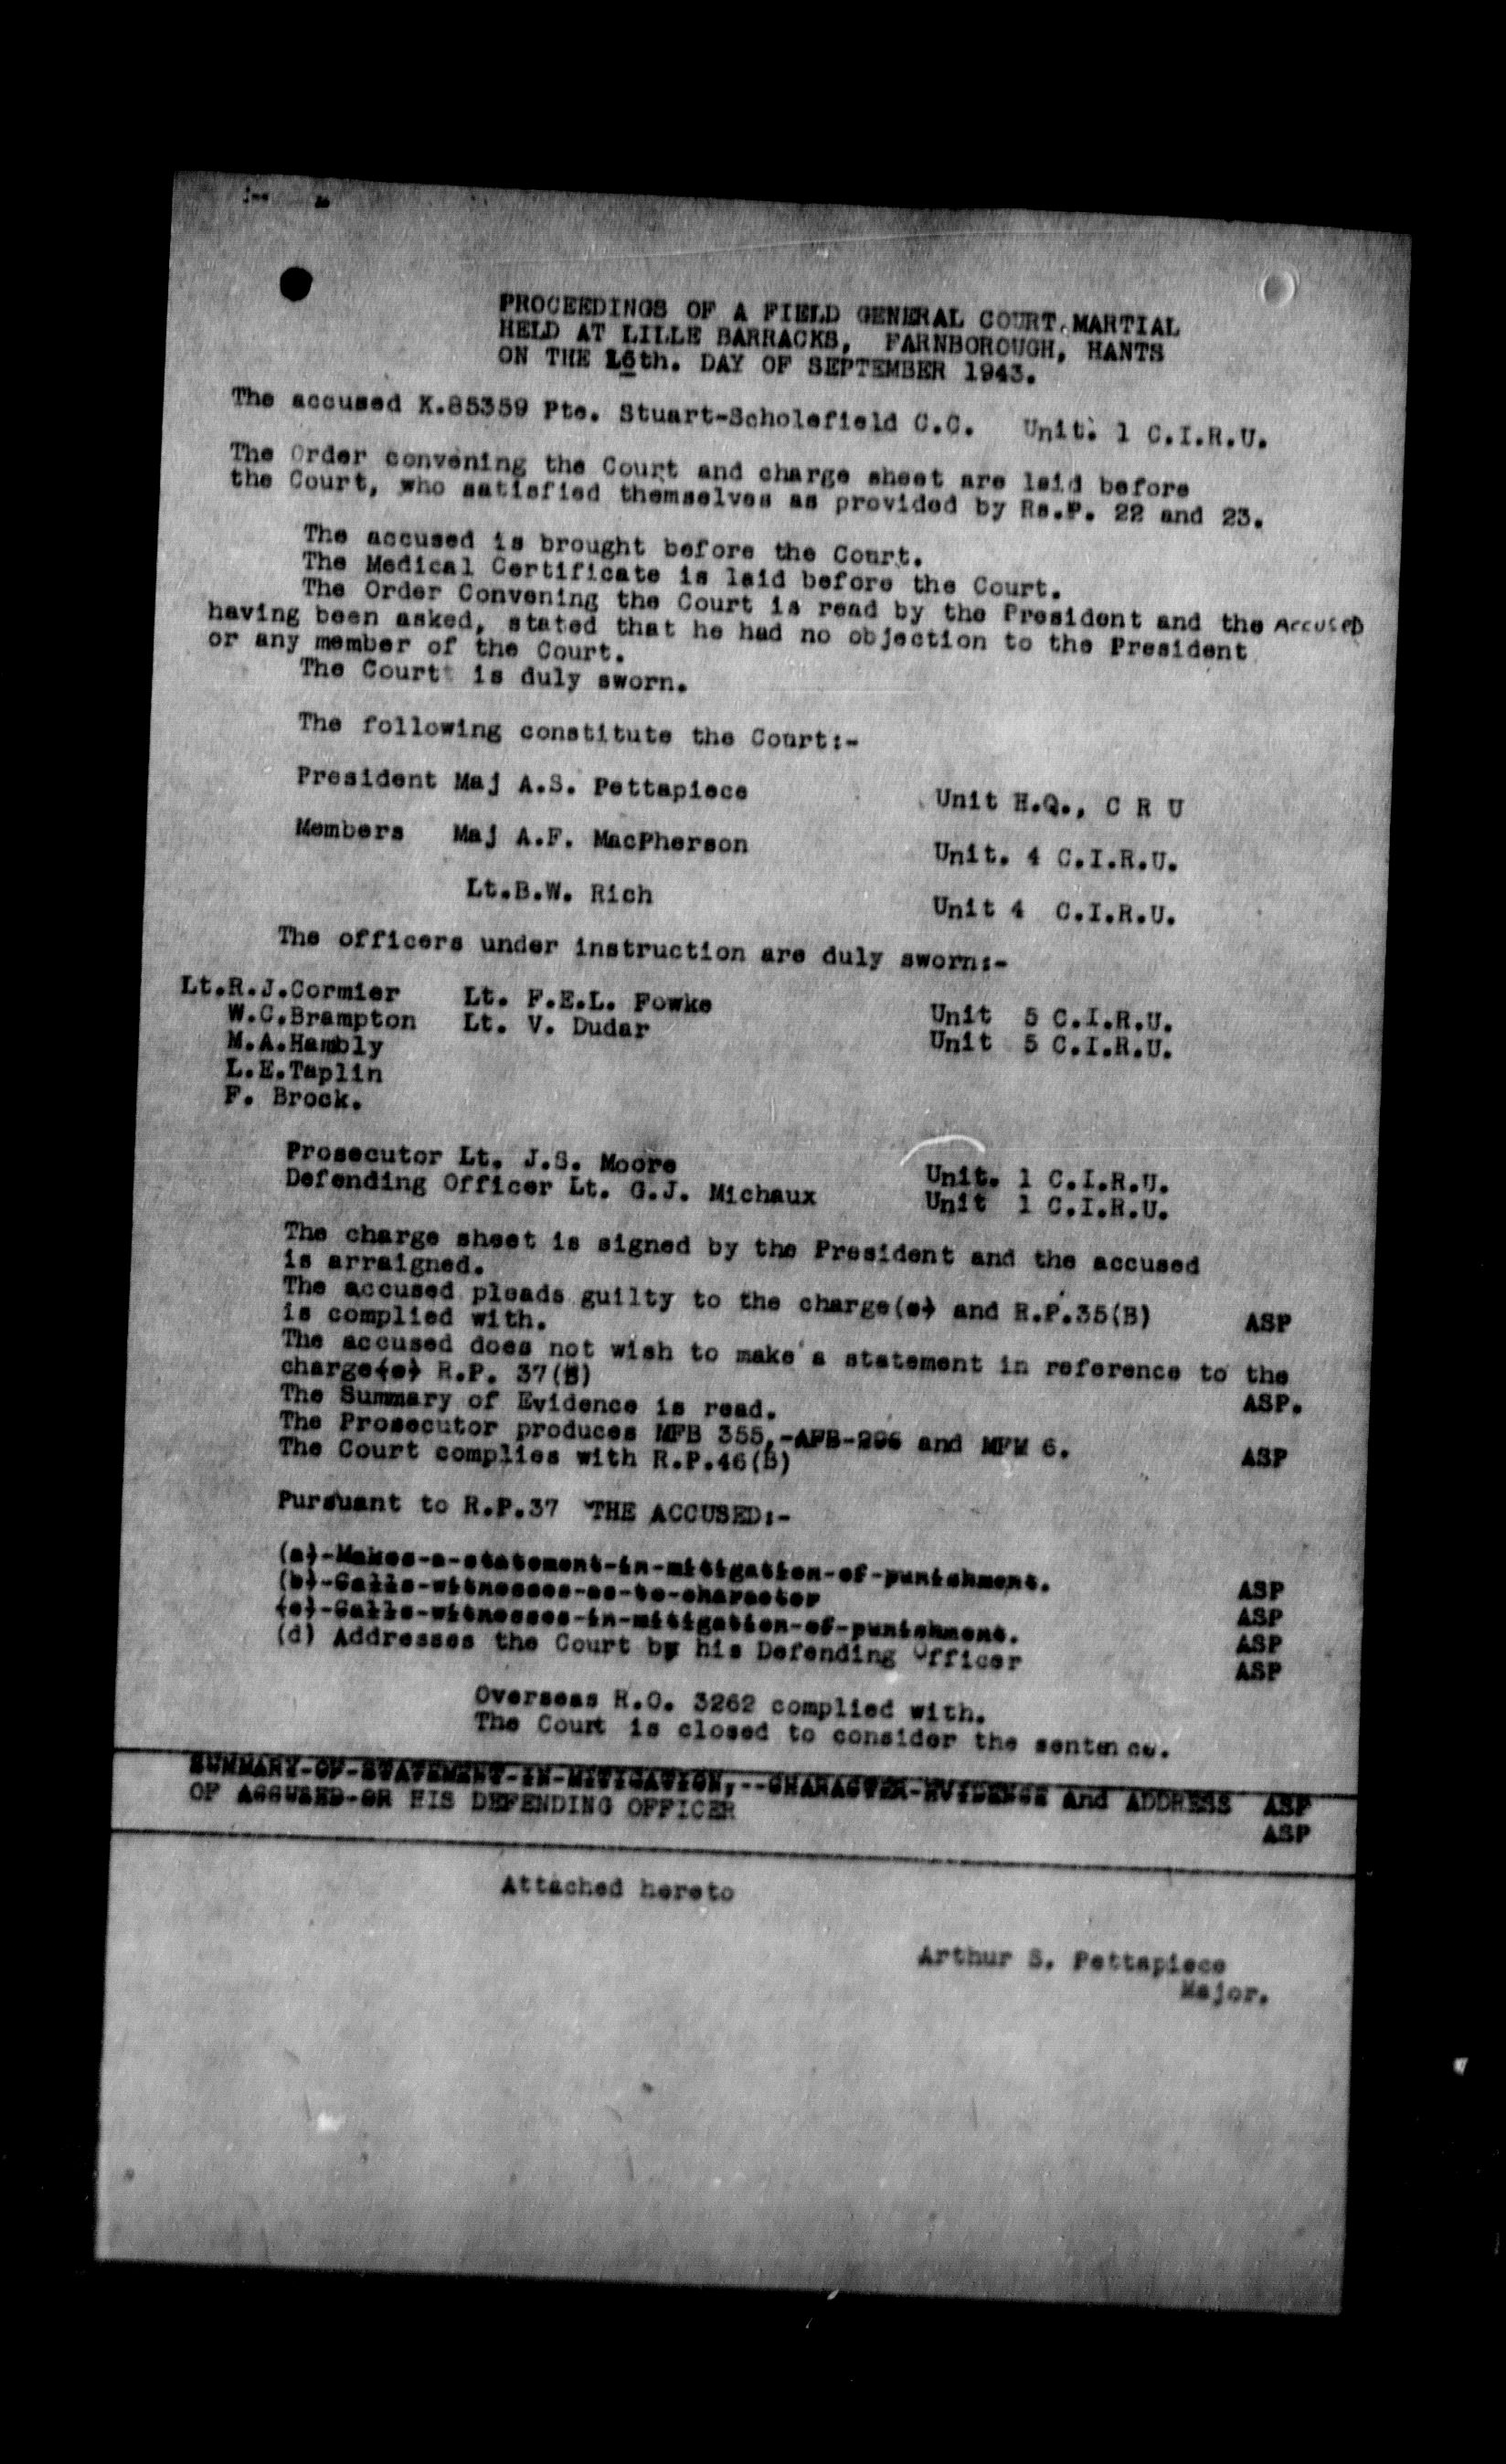 PROCEEDINGS OF A FIELD GENERAL COURT MARTIAL
HELD AT LILLE BARRACKS, FARNBOROUGH, HANTS
ON THE 16th. DAY OF SEPTEMBER 1943.
The accused K.85359 Pte. Stuart-Scholefield C.C. Unit. 1 C.I.R.U.
The Order convening the Court and charge sheet are laid before
the Court, who satisfied themselves as provided by Rs.P. 22 and 23.
The accused is brought before the Court.
The Medical Certificate is laid before the Court.
The Order Convening the Court is read by the President and the Accused
having been asked, stated that he had no objection to the President
or any member of the Court.
The Court is duly sworn.
The following constitute the Court:-
President Maj A.S. Pettapiece Unit H.Q., C R U
Members Maj A.F. MacPherson Unit. 4 C.I.R.U.
Lt.B.W. Rich Unit 4 C.I.R.U.
The officers under instruction are duly sworn:-
Lt.R.J.Cormier Lt. F.E.L. Fowke Unit 5 C.I.R.U.
W.C.Brampton Lt. V. Dudar Unit 5 C.I.R.U.
M.A.Hambly
L.E.Taplin
F. Brock.
Prosecutor Lt. J.S. Moore Unit. 1 C.I.R.U.
Defending Officer Lt. G.J. Michaux Unit 1 C.I.R.U.
The charge sheet is signed by the President and the accused
is arraigned.
The accused pleads guilty to the charge(s) and R.P.35(B) ASP
is complied with.
The accused does not wish to make a statement in reference to the
charge(s) R.P. 37(B) ASP.
The Summary of Evidence is read.
The Prosecutor produces MFB 355,-AFB-296 and MFM 6.
The Court complies with R.P.46(B) ASP
Pursuant to R.P.37 THE ACCUSED:-
(a)-Makes-a-statement-in-mitigation-of-punishment. ASP
(b)-Calls-witnesses-as-to-character ASP
(c)-Calls-witnesses-in-mitigation-of-punishment. ASP
(d) Addresses the Court by his Defending Officer ASP
Overseas R.O. 3262 complied with.
The Court is closed to consider the sentence.
SUMMARY-OF-STATEMENT-IN-MITIGATION,--CHARACTER-EVIDENCE And ADDRESS ASP
OF ACCUSED-OR HIS DEFENDING OFFICER ASP
Attached hereto
Arthur S. Pettapiece
Major.